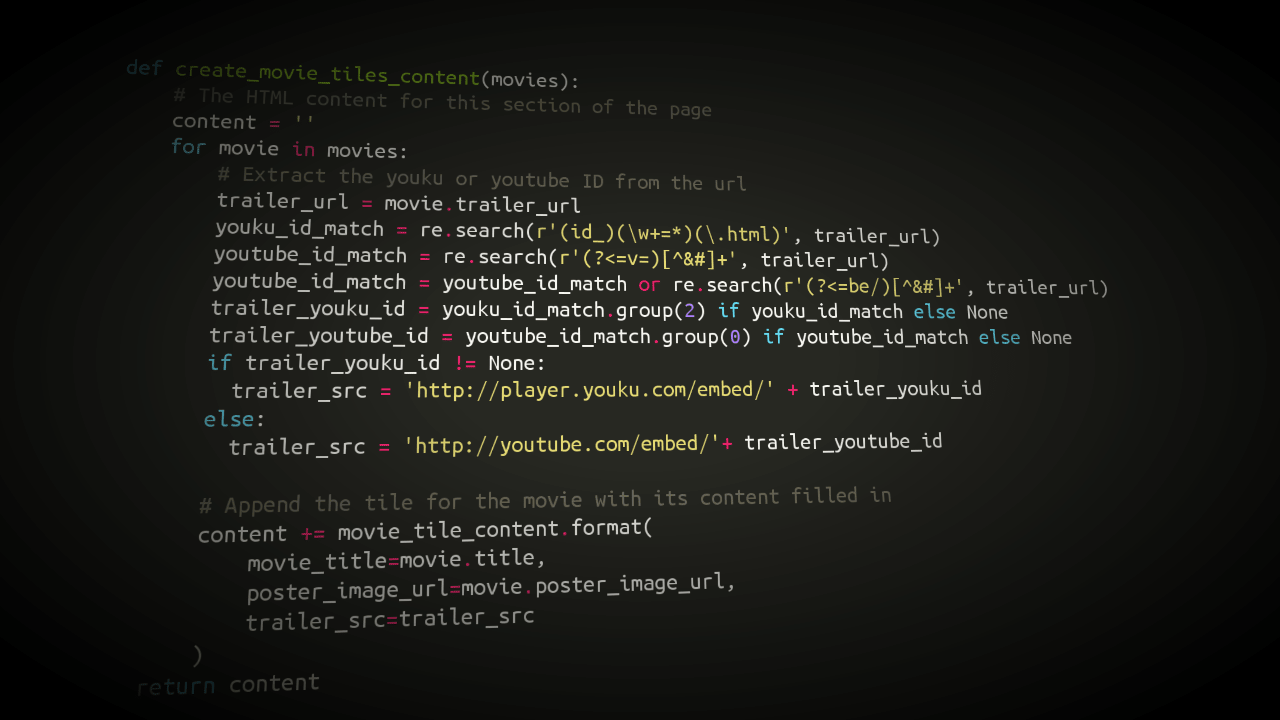 def create_movie_tiles_content(movies):
    # The HTML content for this section of the page
    content = ''
    for movie in movies:
        # Extract the youku or youtube ID from the url
        trailer_url = movie.trailer_url
        youku_id_match = re.search(r'(id_)(\w+=*)(\.html)', trailer_url)
        youtube_id_match = re.search(r'(?<=v=)[^&#]+', trailer_url)
        youtube_id_match = youtube_id_match or re.search(r'(?<=be/)[^&#]+', trailer_url)
        trailer_youku_id = youku_id_match.group(2) if youku_id_match else None
        trailer_youtube_id = youtube_id_match.group(0) if youtube_id_match else None
        if trailer_youku_id != None:
          trailer_src = 'http://player.youku.com/embed/' + trailer_youku_id
        else:
          trailer_src = 'http://youtube.com/embed/'+ trailer_youtube_id

        # Append the tile for the movie with its content filled in
        content += movie_tile_content.format(
            movie_title=movie.title,
            poster_image_url=movie.poster_image_url,
            trailer_src=trailer_src
        )
    return content